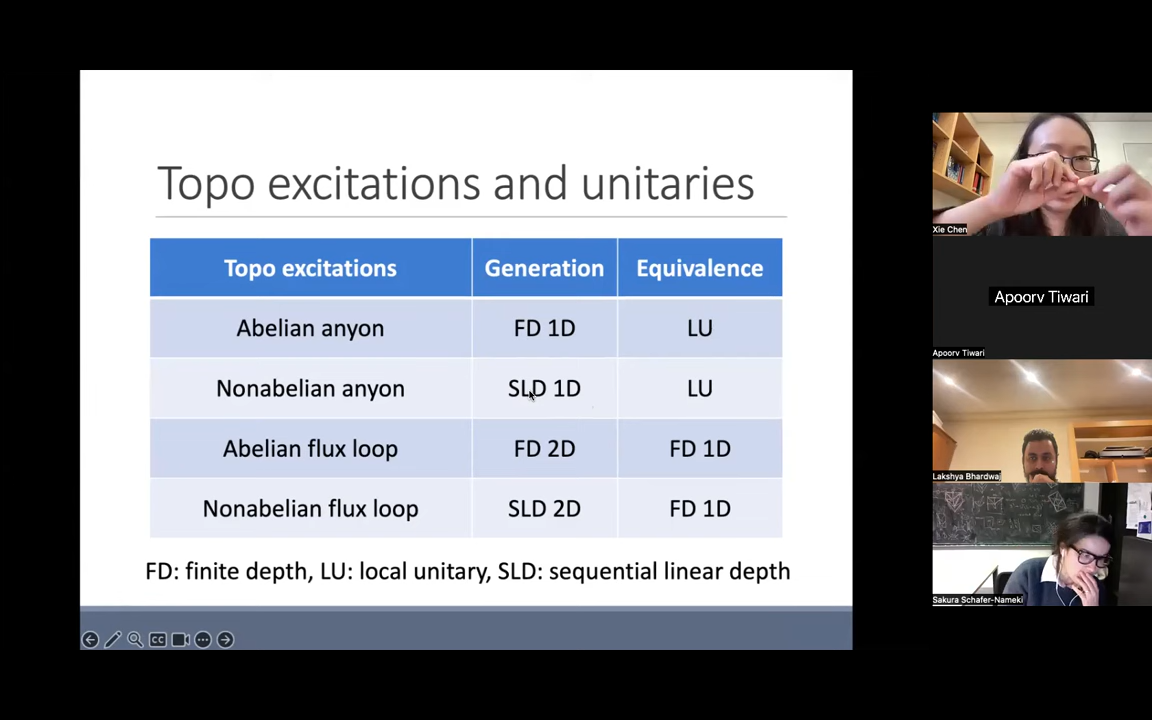 Topo excitations and unitaries
Topo excitations Generation Equivalence
Abelian anyon FD 1D LU
Nonabelian anyon SLD 1D LU
Abelian flux loop FD 2D FD 1D
Nonabelian flux loop SLD 2D FD 1D
FD: finite depth, LU: local unitary, SLD: sequential linear depth
CC
Xie Chen
Apoorv Tiwari
Apoorv Tiwari
Lakshya Bhardwaj
Sakura Schafer-Nameki